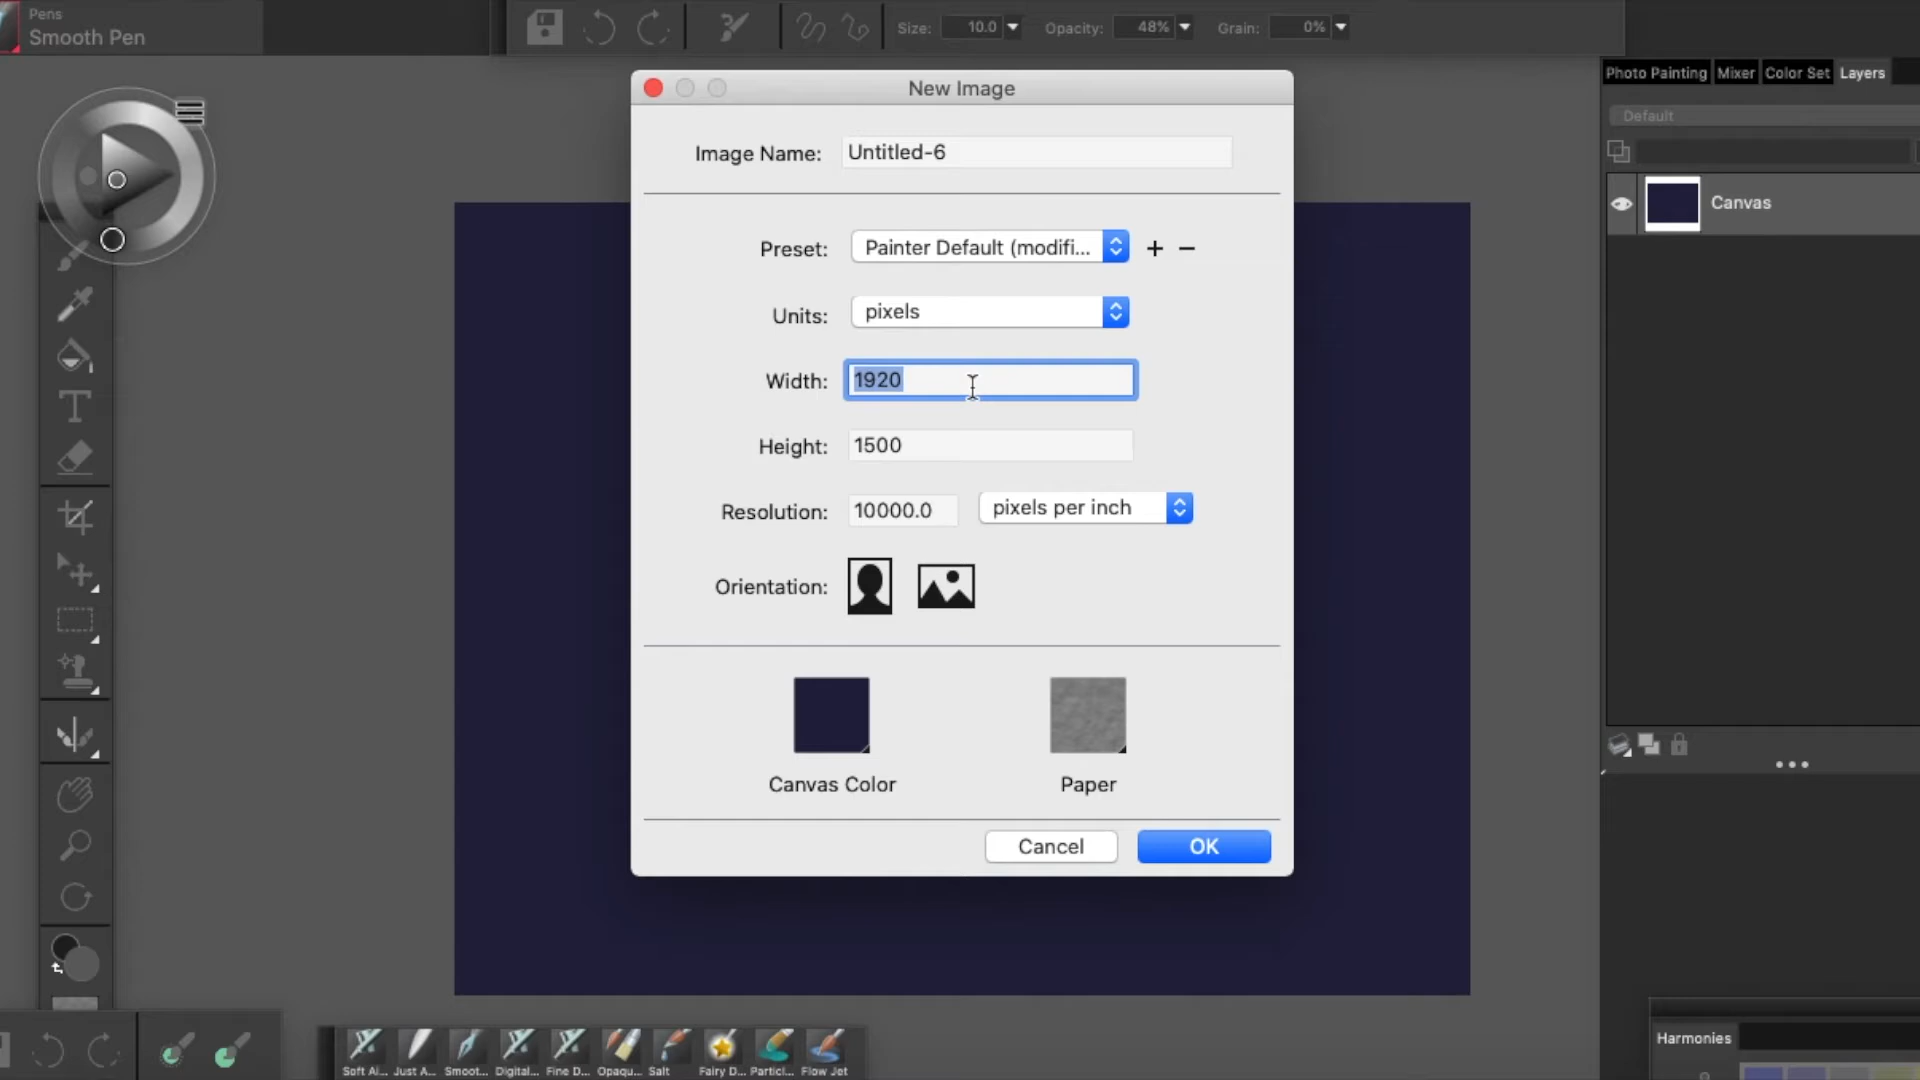 Pens
Smooth Pen
Size: 10.0 Opacity: 48% Grain: 0%
New Image
Image Name: Untitled-6
Preset: Painter Default (modifi... + −
Units: pixels
Width: 1920
Height: 1500
Resolution: 10000.0 pixels per inch
Orientation:
Canvas Color Paper
Cancel OK
Photo Painting Mixer Color Set Layers
Default
Canvas
Harmonies
Soft Ai... Just A... Smoot... Digital... Fine D... Opaqu... Salt Fairy D... Partici... Flow Jet